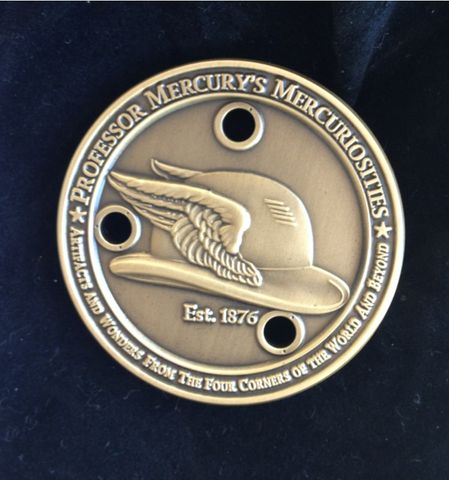 ★ PROFESSOR MERCURY'S MERCURIOSITIES ★
EST. 1876
ARTIFACTS AND WONDERS FROM THE FOUR CORNERS OF THE WORLD AND BEYOND